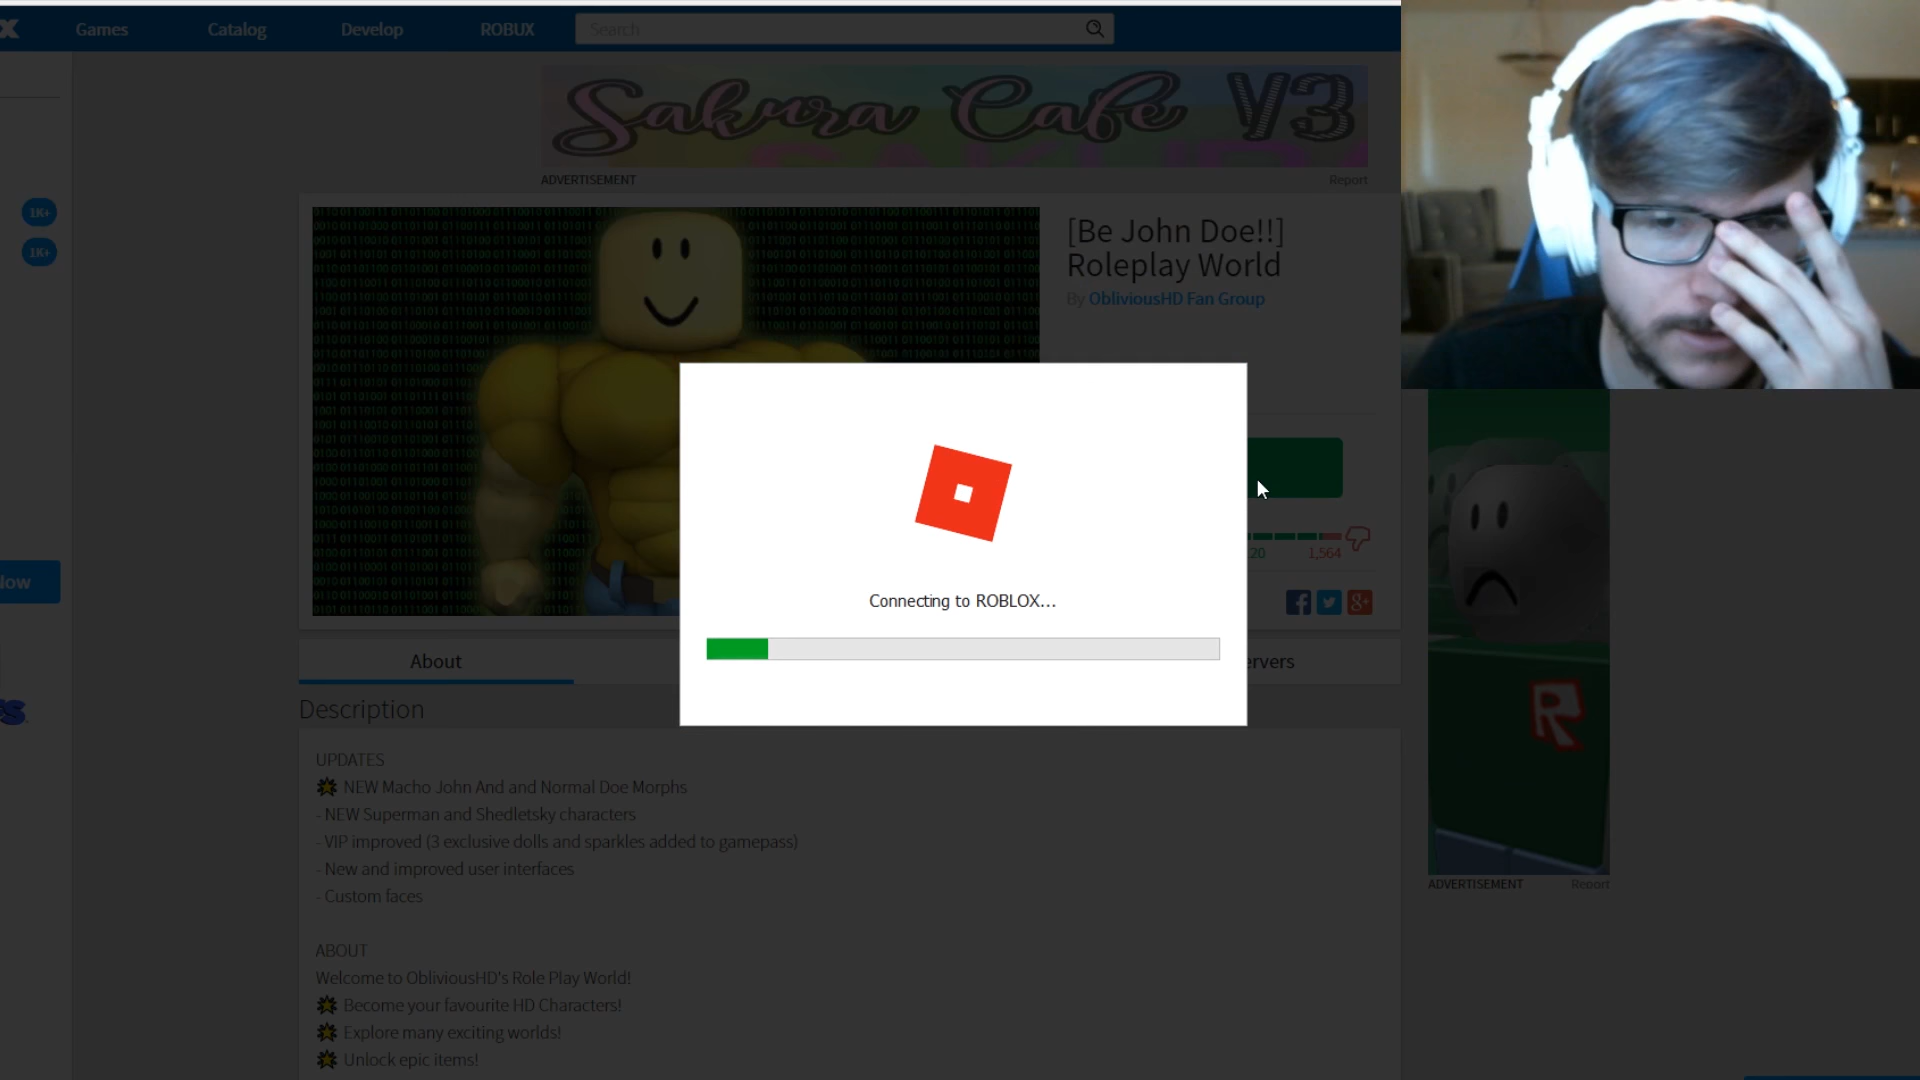 X
Games
Catalog
Develop
ROBUX
Search
Sakura Cafe V3
ADVERTISEMENT
Report
1K+
1K+
[Be John Doe!!]
Roleplay World
By ObliviousHD Fan Group
Connecting to ROBLOX...
20
1,564
low
About
ervers
Description
UPDATES
NEW Macho John And and Normal Doe Morphs
- NEW Superman and Shedletsky characters
- VIP improved (3 exclusive dolls and sparkles added to gamepass)
- New and improved user interfaces
- Custom faces
ABOUT
Welcome to ObliviousHD's Role Play World!
Become your favourite HD Characters!
Explore many exciting worlds!
Unlock epic items!
R
ADVERTISEMENT
Report